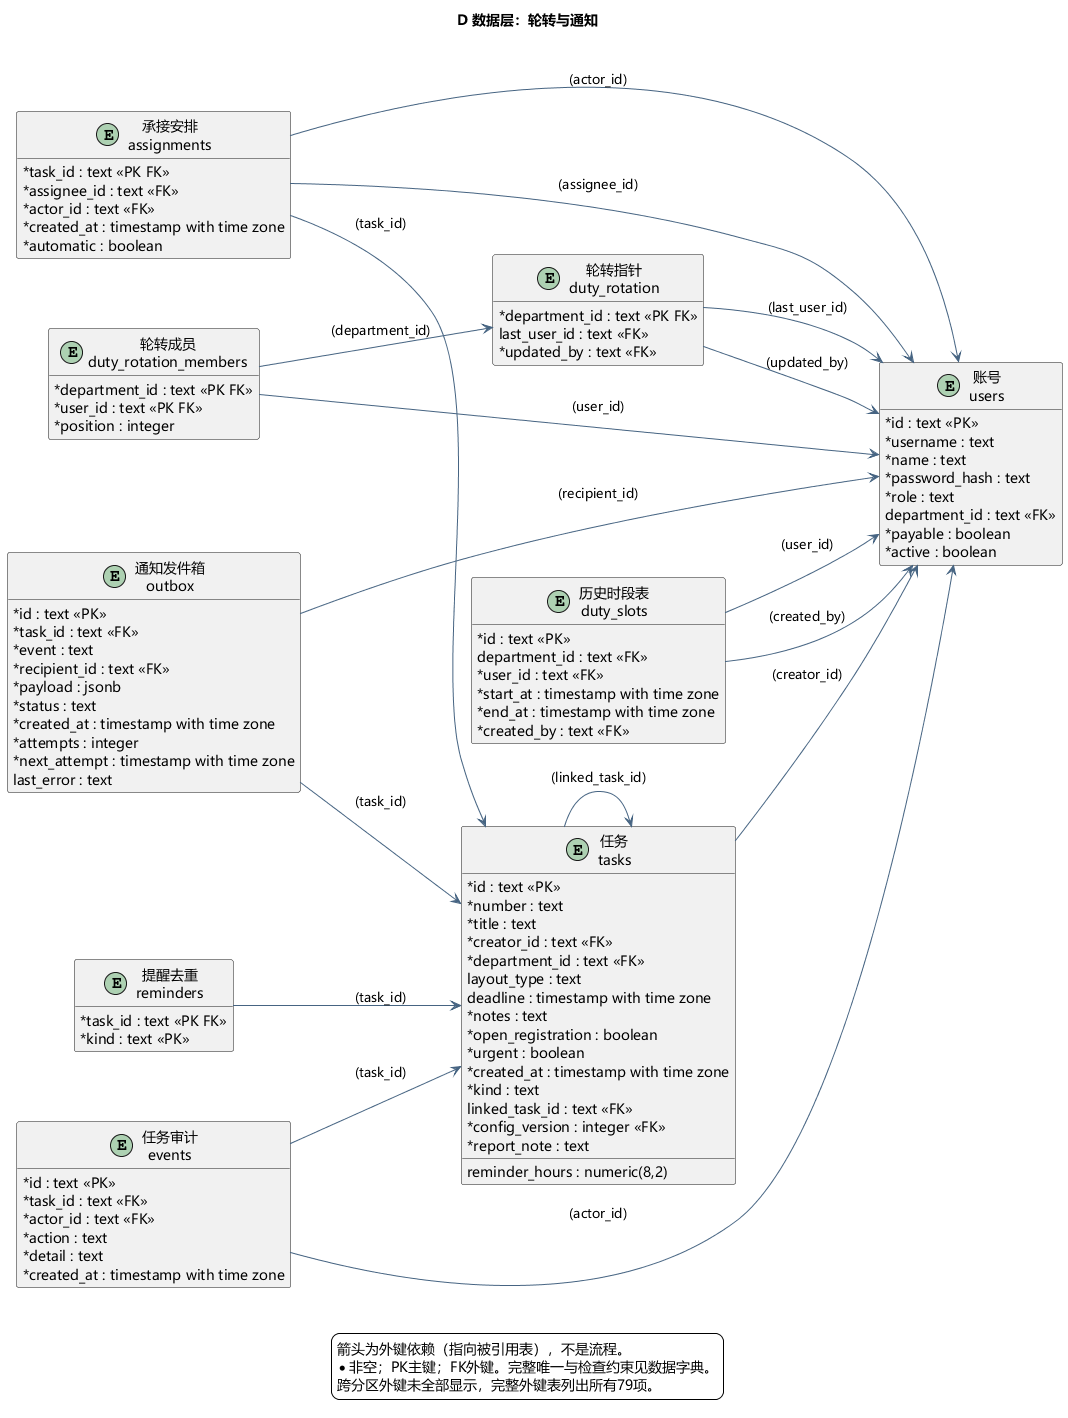 D 数据层：轮转与通知
(actor_id)
E
承接安排
assignments
*task_id : text «PK FK»
*assignee_id : text «FK»
*actor_id : text «FK»
*created_at : timestamp with time zone
*automatic : boolean
(assignee_id)
(task_id)
E
轮转指针
duty_rotation
*department_id : text «PK FK»
last_user_id : text «FK»
*updated_by : text «FK»
(last_user_id)
(updated_by)
E
轮转成员
duty_rotation_members
*department_id : text «PK FK»
*user_id : text «PK FK»
*position : integer
(department_id)
(user_id)
E
账号
users
*id : text «PK»
*username : text
*name : text
*password_hash : text
*role : text
department_id : text «FK»
*payable : boolean
*active : boolean
(recipient_id)
E
通知发件箱
outbox
*id : text «PK»
*task_id : text «FK»
*event : text
*recipient_id : text «FK»
*payload : jsonb
*status : text
*created_at : timestamp with time zone
*attempts : integer
*next_attempt : timestamp with time zone
last_error : text
(task_id)
E
历史时段表
duty_slots
*id : text «PK»
department_id : text «FK»
*user_id : text «FK»
*start_at : timestamp with time zone
*end_at : timestamp with time zone
*created_by : text «FK»
(user_id)
(created_by)
(creator_id)
(linked_task_id)
E
任务
tasks
*id : text «PK»
*number : text
*title : text
*creator_id : text «FK»
*department_id : text «FK»
layout_type : text
deadline : timestamp with time zone
*notes : text
*open_registration : boolean
*urgent : boolean
*created_at : timestamp with time zone
*kind : text
linked_task_id : text «FK»
*config_version : integer «FK»
*report_note : text
reminder_hours : numeric(8,2)
E
提醒去重
reminders
*task_id : text «PK FK»
*kind : text «PK»
(task_id)
(task_id)
E
任务审计
events
*id : text «PK»
*task_id : text «FK»
*actor_id : text «FK»
*action : text
*detail : text
*created_at : timestamp with time zone
(actor_id)
箭头为外键依赖（指向被引用表），不是流程。
• 非空；PK主键；FK外键。完整唯一与检查约束见数据字典。
跨分区外键未全部显示，完整外键表列出所有79项。